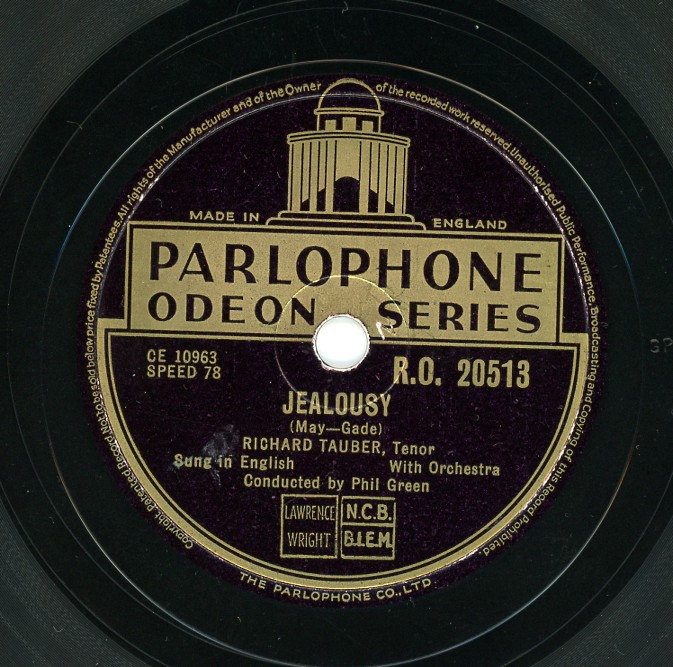 Copyright. Patented Record Not to be sold below price fixed by Patentees. All rights of the Manufacturer and of the Owner of the recorded work reserved. Unauthorised Public Performance, Broadcasting and Copying of this Record Prohibited.
MADE IN ENGLAND
PARLOPHONE
ODEON SERIES
CE 10963
SPEED 78
R.O. 20513
JEALOUSY
(May—Gade)
RICHARD TAUBER, Tenor
Sung in English With Orchestra
Conducted by Phil Green
LAWRENCE
WRIGHT
N.C.B.
B.I.E.M.
THE PARLOPHONE CO., LTD.